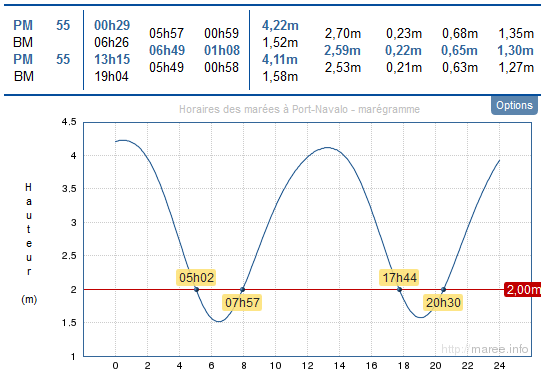 PM 55 00h29 4,22m
05h57 00h59 2,70m 0,23m 0,68m 1,35m
BM 06h26 1,52m
06h49 01h08 2,59m 0,22m 0,65m 1,30m
PM 55 13h15 4,11m
05h49 00h58 2,53m 0,21m 0,63m 1,27m
BM 19h04 1,58m
Options
Horaires des marées à Port-Navalo - marégramme
4.5
4
3.5
3
2.5
2
1.5
1
Hauteur
(m)
05h02
17h44
2,00m
07h57
20h30
http://maree.info
0 2 4 6 8 10 12 14 16 18 20 22 24